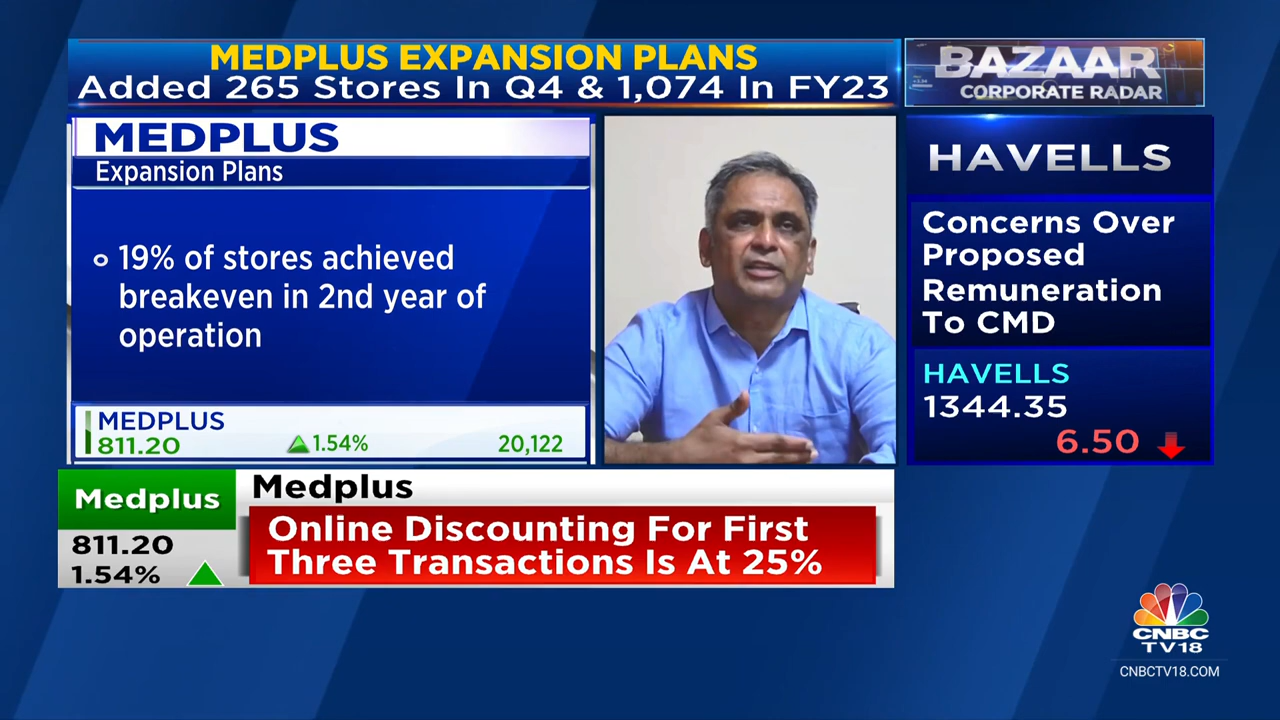 MEDPLUS EXPANSION PLANS
Added 265 Stores In Q4 & 1,074 In FY23
BAZAAR
CORPORATE RADAR
MEDPLUS
Expansion Plans
19% of stores achieved
breakeven in 2nd year of
operation
MEDPLUS
811.20 1.54% 20,122
HAVELLS
Concerns Over
Proposed
Remuneration
To CMD
HAVELLS
1344.35
6.50
Medplus
811.20
1.54%
Medplus
Online Discounting For First
Three Transactions Is At 25%
CNBC
TV18
CNBCTV18.COM